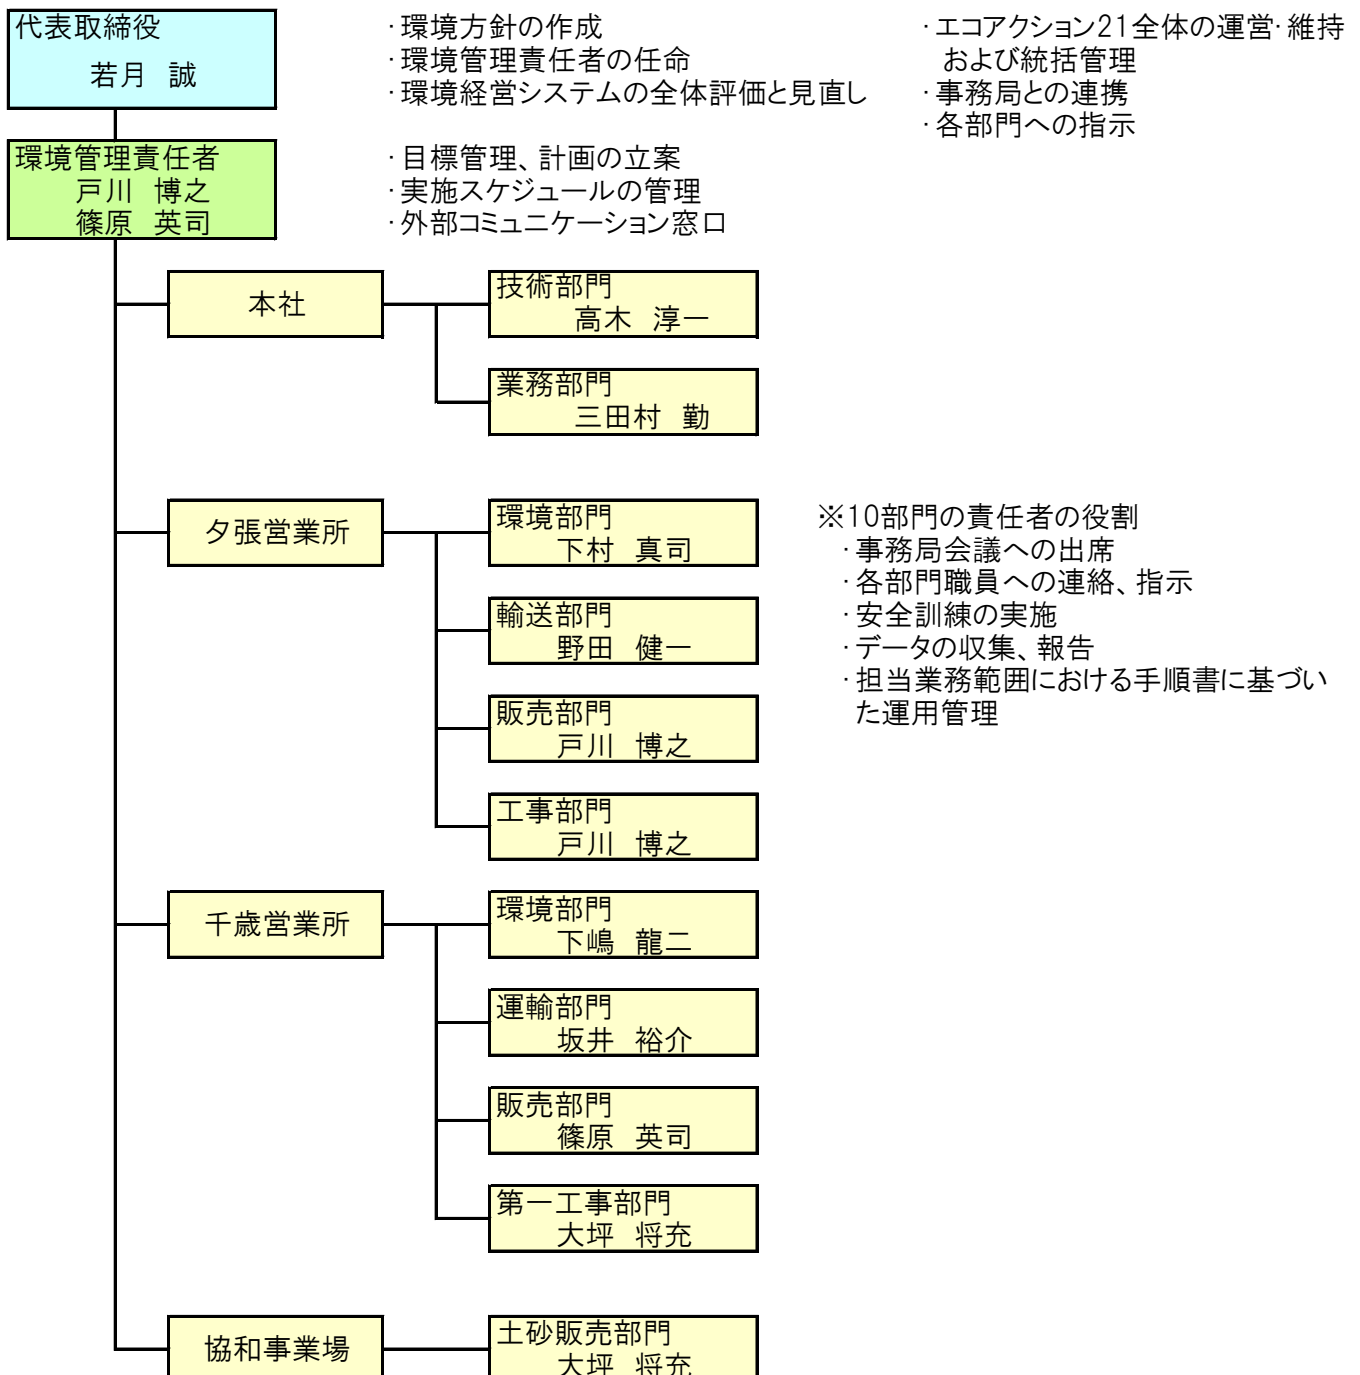 代表取締役
若月 誠
・環境方針の作成
・環境管理責任者の任命
・環境経営システムの全体評価と見直し
・エコアクション21全体の運営・維持
および統括管理
・事務局との連携
・各部門への指示
環境管理責任者
戸川 博之
篠原 英司
・目標管理、計画の立案
・実施スケジュールの管理
・外部コミュニケーション窓口
本社
技術部門
高木 淳一
業務部門
三田村 勤
夕張営業所
環境部門
下村 真司
輸送部門
野田 健一
販売部門
戸川 博之
工事部門
戸川 博之
※10部門の責任者の役割
・事務局会議への出席
・各部門職員への連絡、指示
・安全訓練の実施
・データの収集、報告
・担当業務範囲における手順書に基づい
た運用管理
千歳営業所
環境部門
下嶋 龍二
運輸部門
坂井 裕介
販売部門
篠原 英司
第一工事部門
大坪 将充
協和事業場
土砂販売部門
大坪 将充